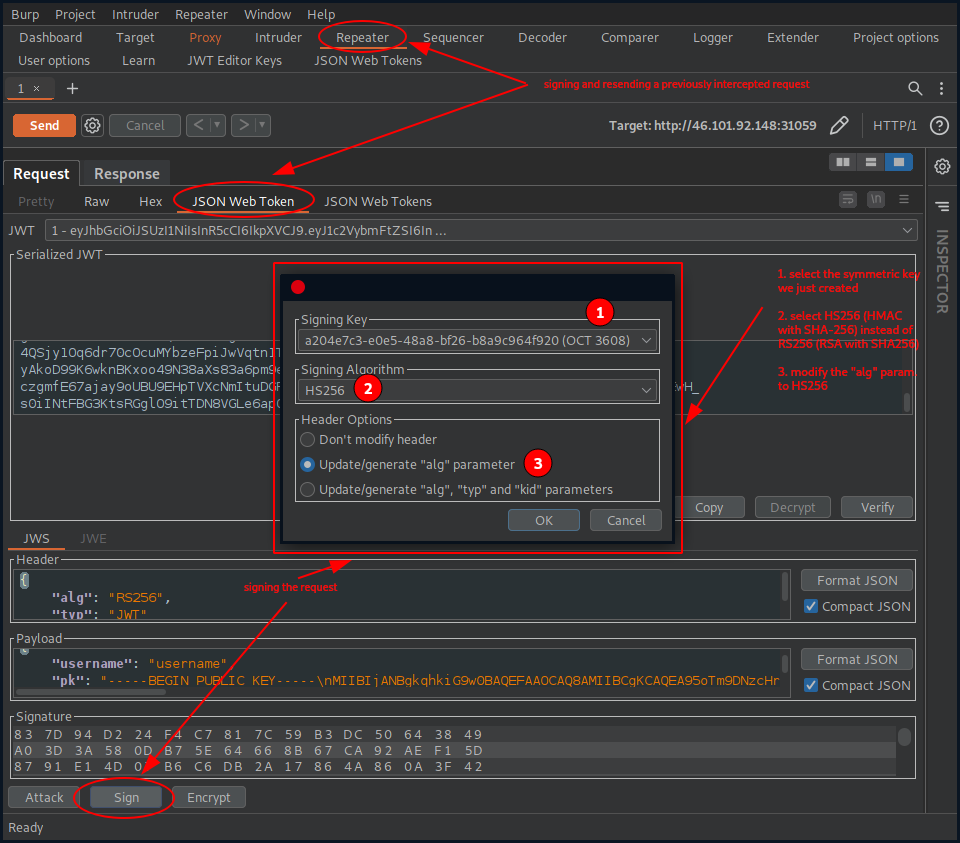 Burp Project Intruder Repeater Window Help
Dashboard Target Proxy Intruder Repeater Sequencer Decoder Comparer Logger Extender Project options
User options Learn JWT Editor Keys JSON Web Tokens
1 × +
signing and resending a previously intercepted request
Send Cancel < > Target: http://46.101.92.148:31059 HTTP/1 ?
Request Response
Pretty Raw Hex JSON Web Token JSON Web Tokens \n
JWT 1 - eyJhbGciOiJSUzI1NiIsInR5cCI6IkpXVCJ9.eyJ1c2VybmFtZSI6In ...
Serialized JWT
INSPECTOR
1. select the symmetric key
we just created
2. select HS256 (HMAC
with SHA-256) instead of
RS256 (RSA with SHA256)
3. modify the "alg" param
to HS256
Signing Key
1
a204e7c3-e0e5-48a8-bf26-b8a9c964f920 (OCT 3608)
Signing Algorithm
HS256
2
Header Options
Don't modify header
Update/generate "alg" parameter
3
Update/generate "alg", "typ" and "kid" parameters
OK Cancel
Copy Decrypt Verify
JWS JWE
Header
{
"alg": "RS256",
"typ": "JWT"
Format JSON
Compact JSON
signing the request
Payload
{
"username": "username",
"pk": "-----BEGIN PUBLIC KEY-----\nMIIBIjANBgkqhkiG9w0BAQEFAAOCAQ8AMIIBCgKCAQEA95oTm9DNzcHr
Format JSON
Compact JSON
Signature
83 7D 94 D2 24 F4 C7 81 7C 59 B3 DC 50 64 38 49
A0 3D 3A 58 0D B7 5E 64 66 8B 67 CA 92 AE F1 5D
87 91 E1 4D B6 C6 DB 2A 17 86 4A 86 0A 3F 42
Attack Sign Encrypt
Ready